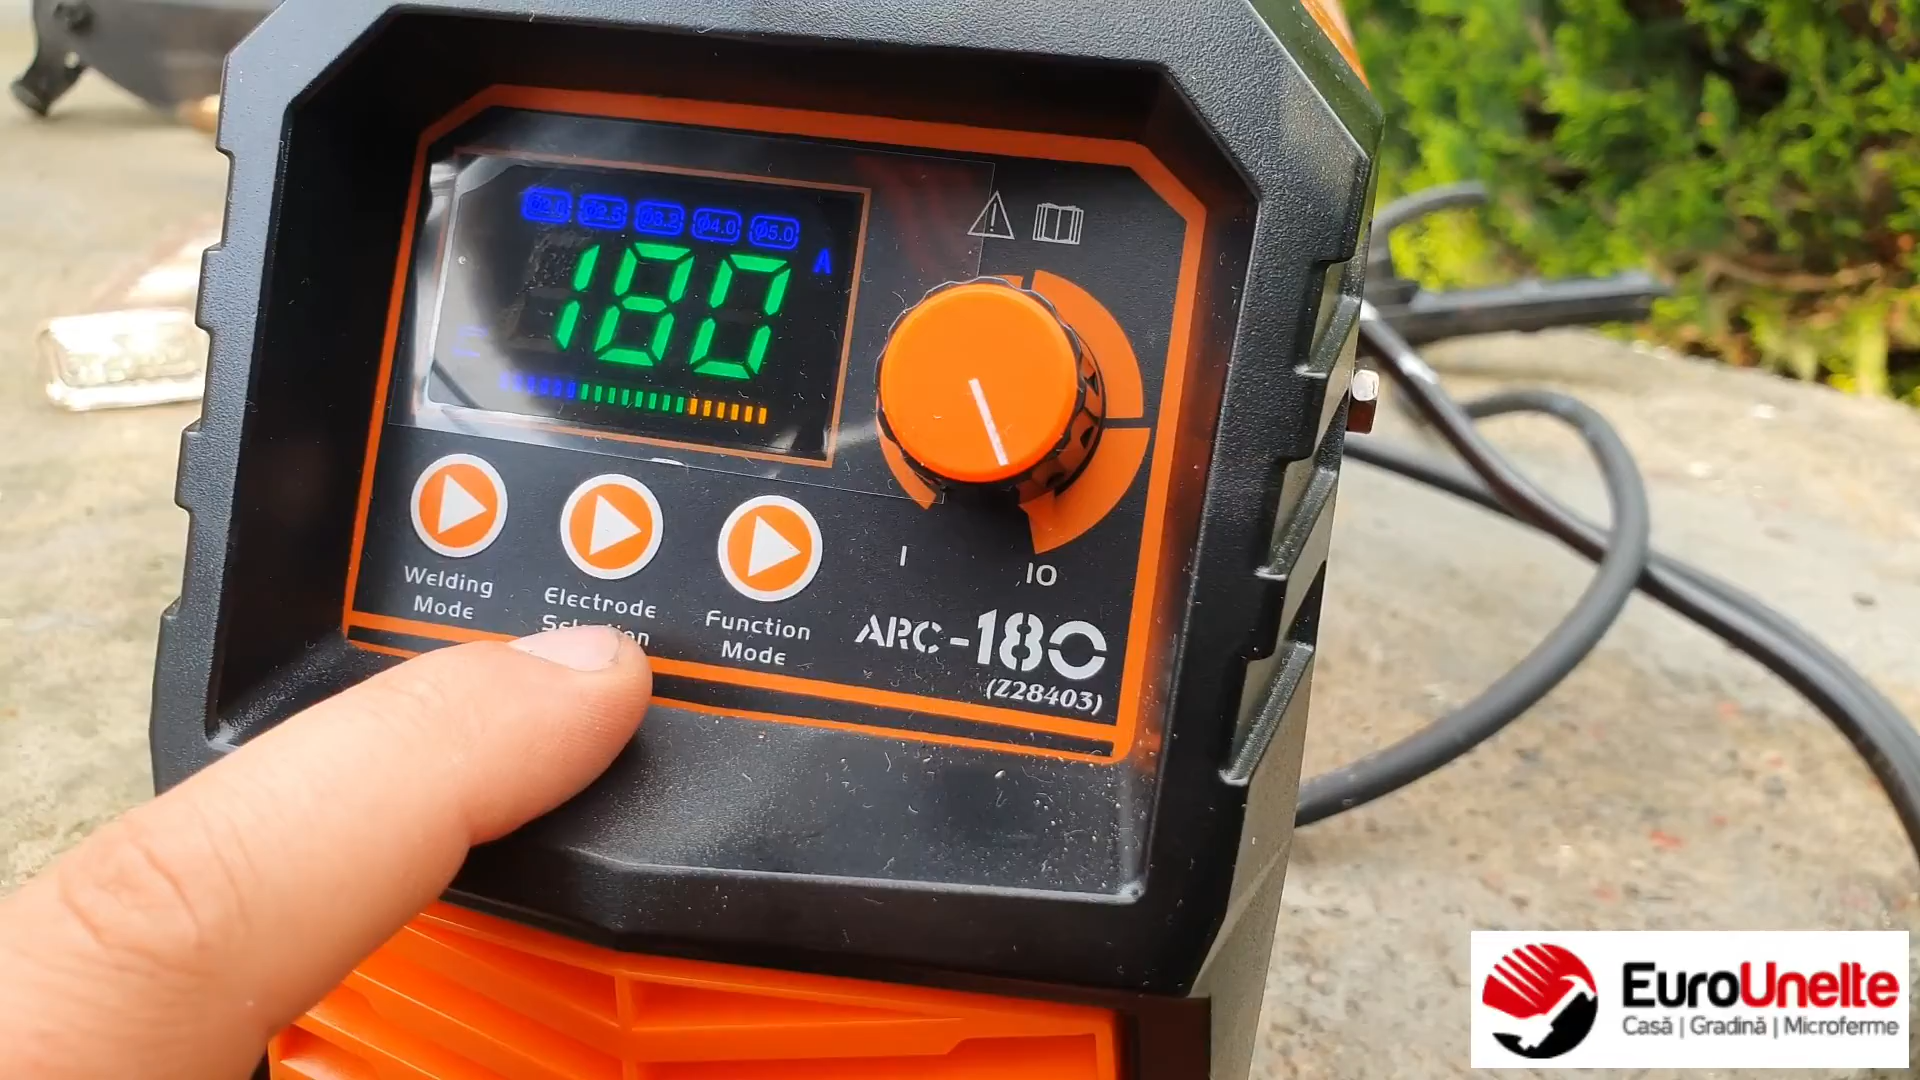 Ø2.5 Ø3.2 Ø4.0 Ø5.0
180 A
Welding
Mode
Electrode
Function
Mode
I
10
ARC-180
(Z28403)
EuroUnelte
Casă | Gradină | Microferme